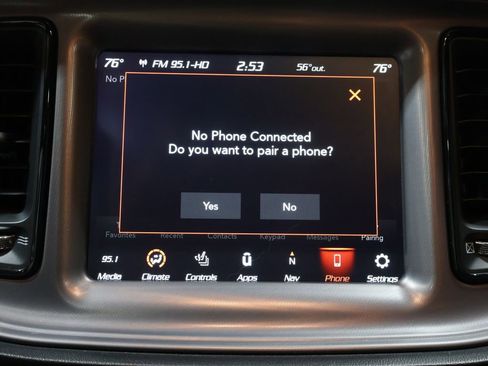 76° FM 95.1-HD 2:53 56°out. 76°
No P
No Phone Connected
Do you want to pair a phone?
Yes No
Favorites Recent Contacts Keypad Messages Pairing
95.1 N
Media Climate Controls Apps Nav Phone Settings